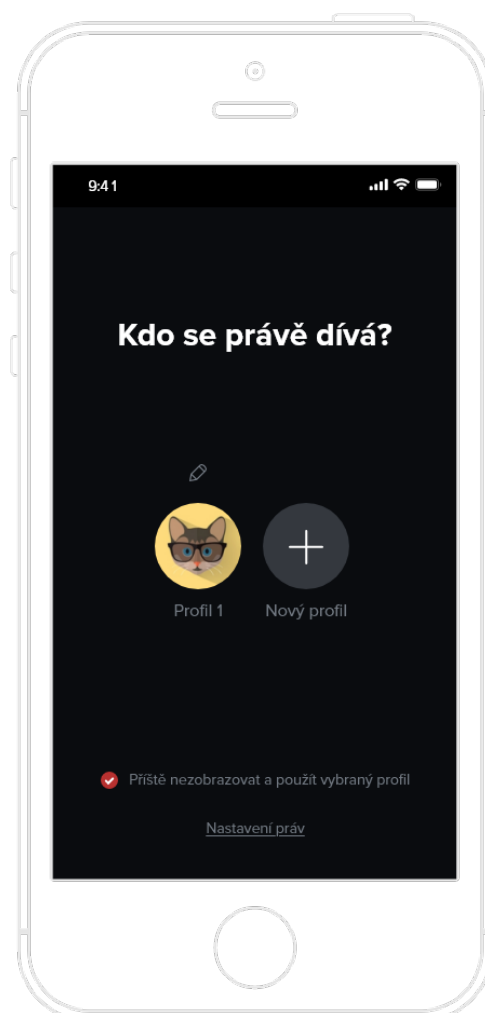 9:41
Kdo se právě dívá?
Profil 1
Nový profil
Příště nezobrazovat a použít vybraný profil
Nastavení práv